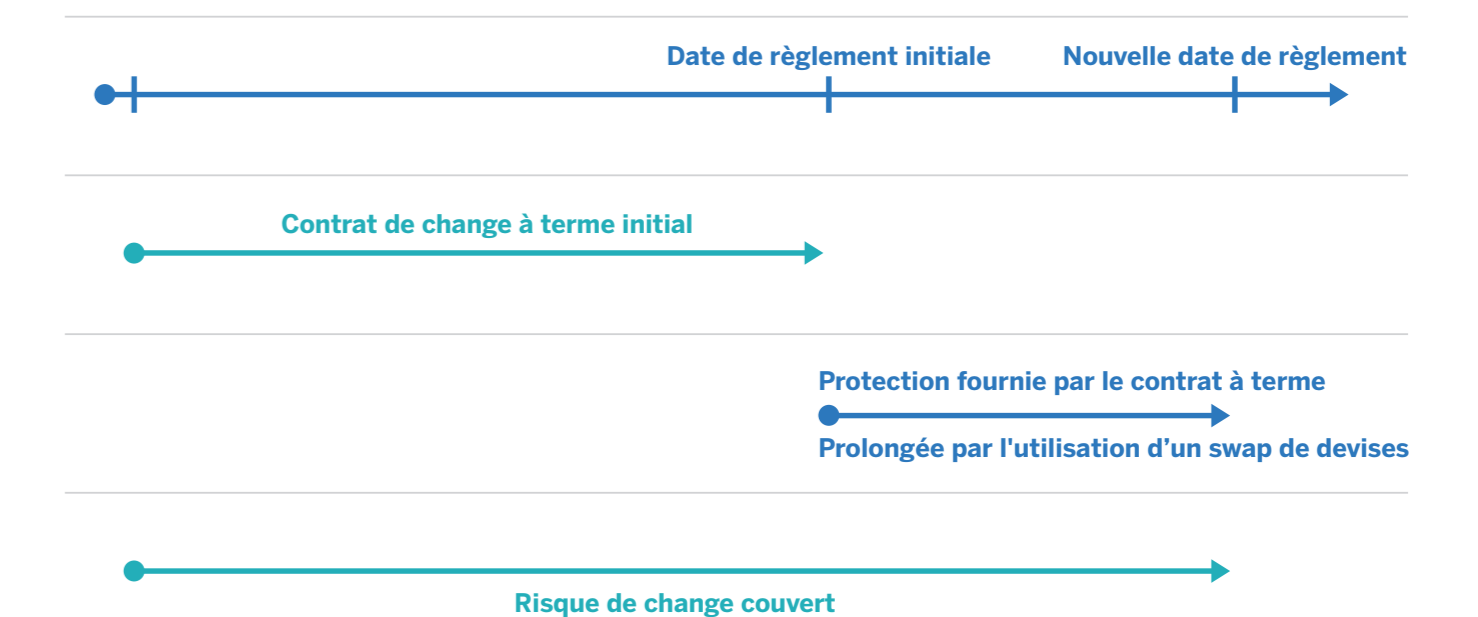 Date de règlement initiale
Nouvelle date de règlement
Contrat de change à terme initial
Protection fournie par le contrat à terme
Prolongée par l'utilisation d’un swap de devises
Risque de change couvert